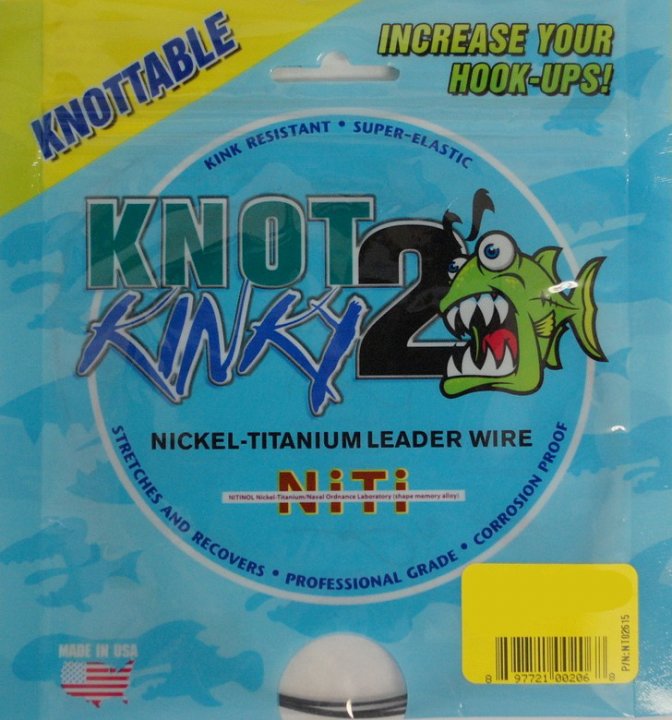 KNOTTABLE
INCREASE YOUR
HOOK-UPS!
KINK RESISTANT • SUPER-ELASTIC
KNOT
2
KINKY
NICKEL-TITANIUM LEADER WIRE
NiTi
NITINOL Nickel-Titanium/Naval Ordnance Laboratory (shape memory alloy)
STRETCHES AND RECOVERS • PROFESSIONAL GRADE • CORROSION PROOF
MADE IN USA
8 97721 00206 8
P/N:NT02615